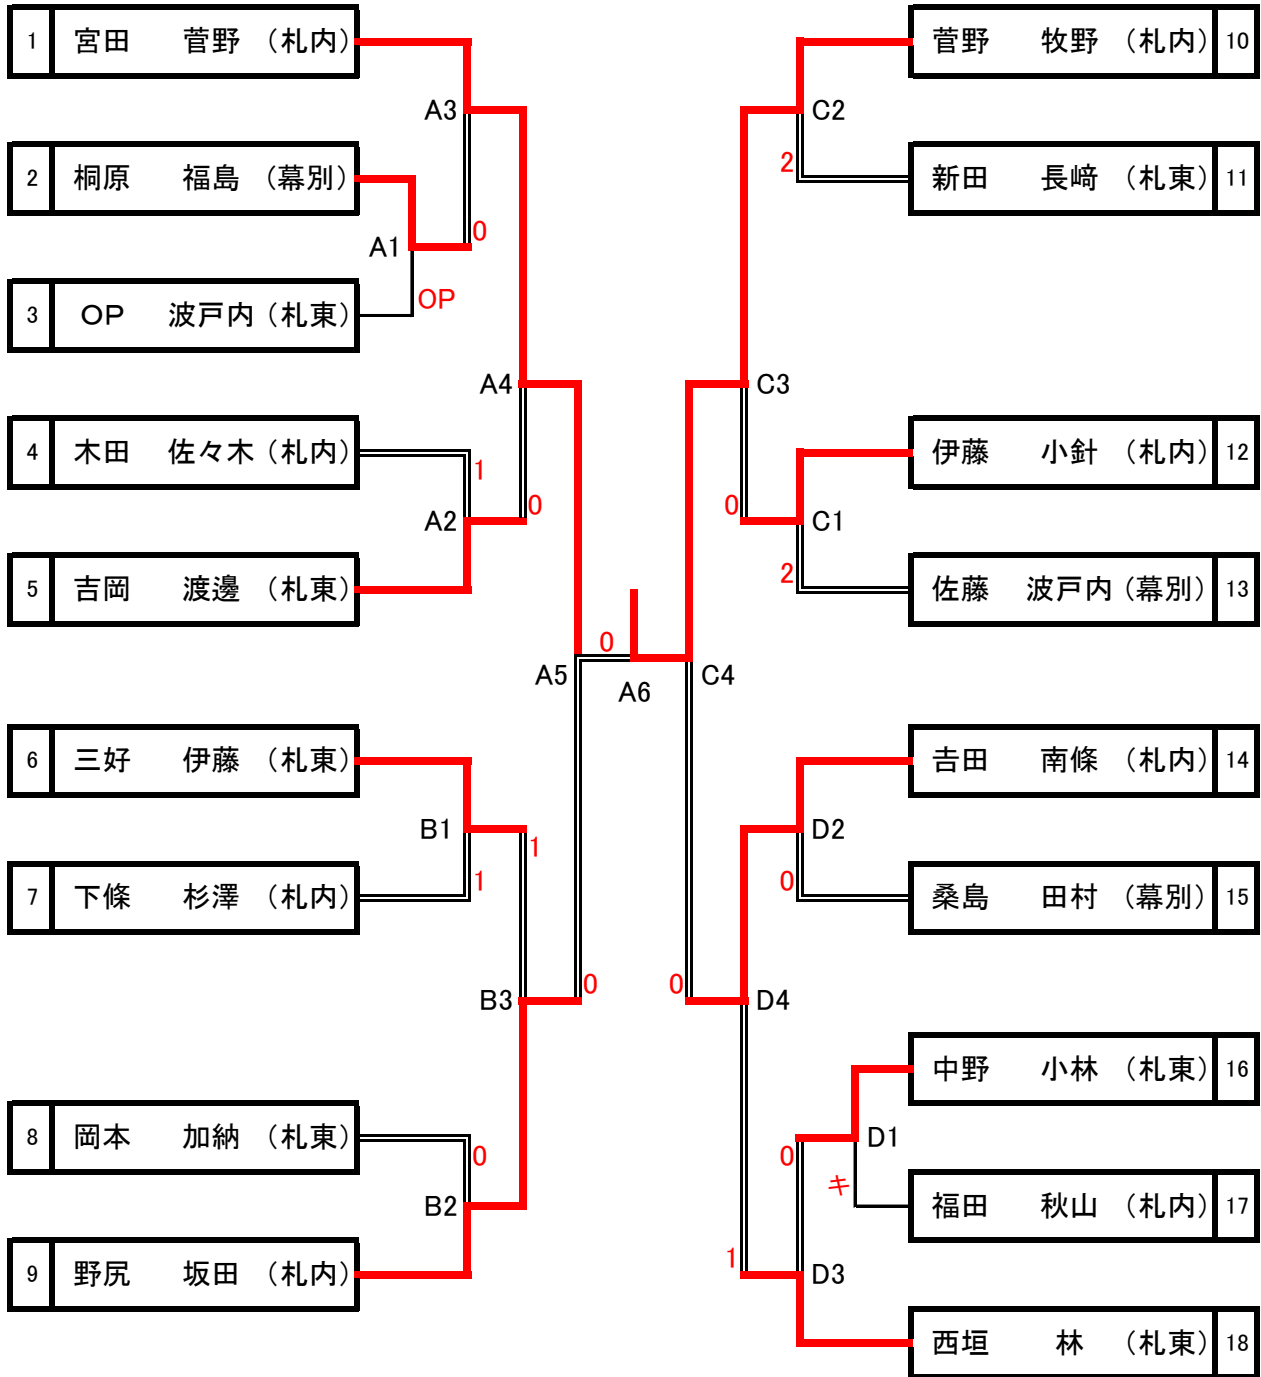 1 宮田 菅野 （札内）
A3
2 桐原 福島 （幕別）
0
A1
3 OP 波戸内 （札東）
OP
A4
4 木田 佐々木 （札内）
1
0
A2
5 吉岡 渡邊 （札東）
0
A5
A6
6 三好 伊藤 （札東）
B1
1
7 下條 杉澤 （札内）
1
0
B3
8 岡本 加納 （札東）
0
B2
9 野尻 坂田 （札内）
菅野 牧野 （札内） 10
C2
2
新田 長﨑 （札東） 11
C3
伊藤 小針 （札内） 12
0
C1
2
佐藤 波戸内 （幕別） 13
C4
𠮷田 南條 （札内） 14
D2
0
桑島 田村 （幕別） 15
0
D4
中野 小林 （札東） 16
D1
0
キ
福田 秋山 （札内） 17
1
D3
西垣 林 （札東） 18